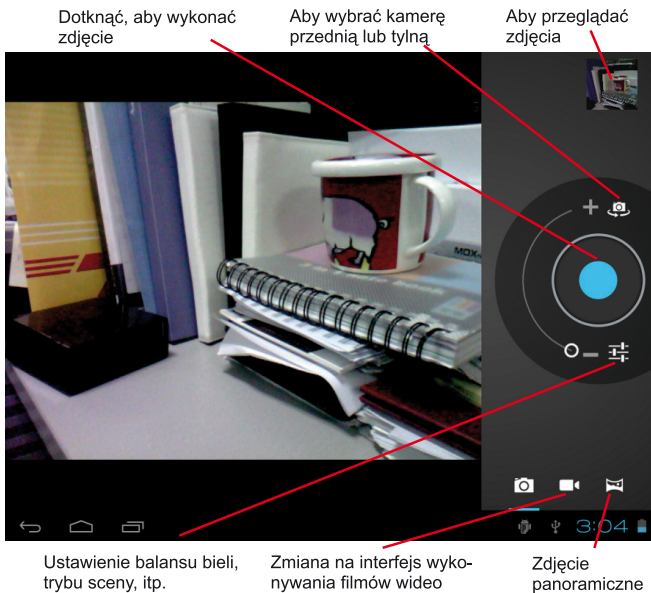 Dotknąć, aby wykonać
zdjęcie
Aby wybrać kamerę
przednią lub tylną
Aby przeglądać
zdjęcia
MOX
3:04
Ustawienie balansu bieli,
trybu sceny, itp.
Zmiana na interfejs wyko-
nywania filmów wideo
Zdjęcie
panoramiczne